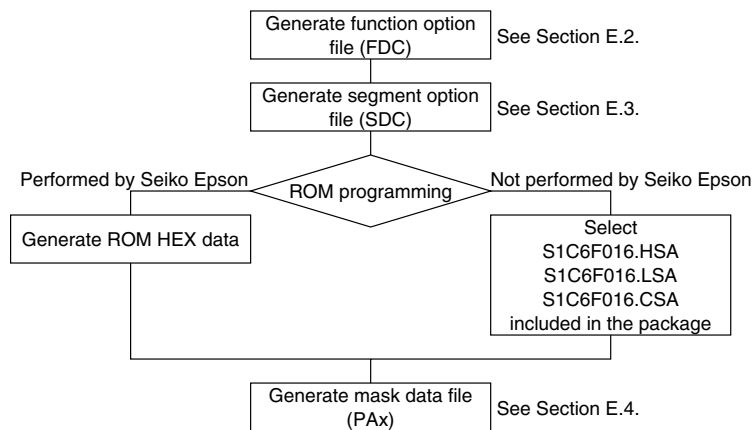 Generate function option
file (FDC)
See Section E.2.
Generate segment option
file (SDC)
See Section E.3.
Performed by Seiko Epson
ROM programming
Not performed by Seiko Epson
Generate ROM HEX data
Select
S1C6F016.HSA
S1C6F016.LSA
S1C6F016.CSA
included in the package
Generate mask data file
(PAx)
See Section E.4.